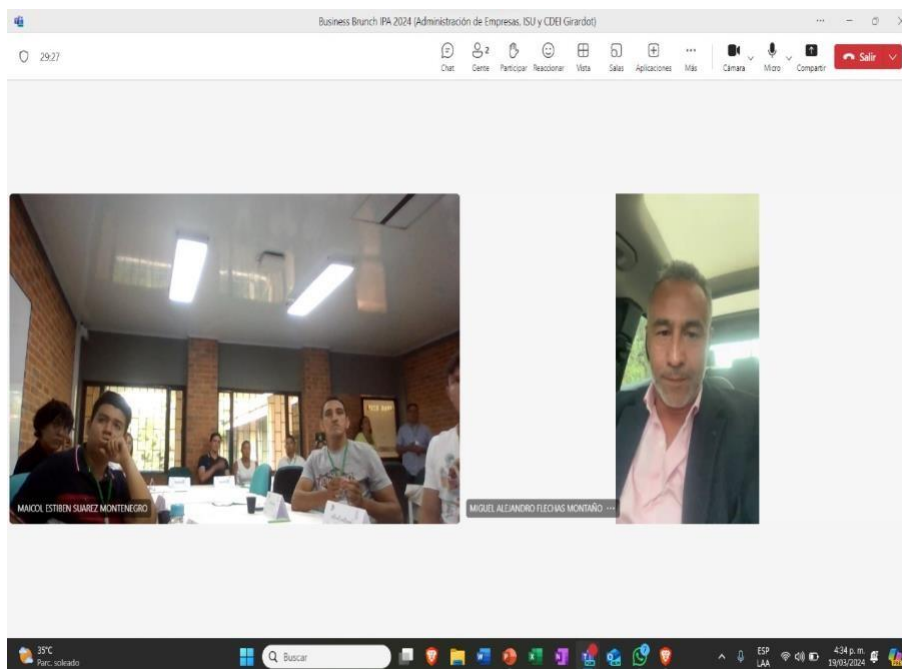 Business Brunch IPA 2024 (Administración de Empresas, ISU y CDEI Girardot)
29:27
Chat
2
Gente
Participar
Reaccionar
Vista
Salas
Aplicaciones
Más
Cámara
Micro
Compartir
Salir
MAICOL ESTIBEN SUAREZ MONTENEGRO
MIGUEL ALEJANDRO FLECHAS MONTAÑO
35°C
Parc. soleado
Buscar
ESP
LAA
4:34 p. m.
19/03/2024